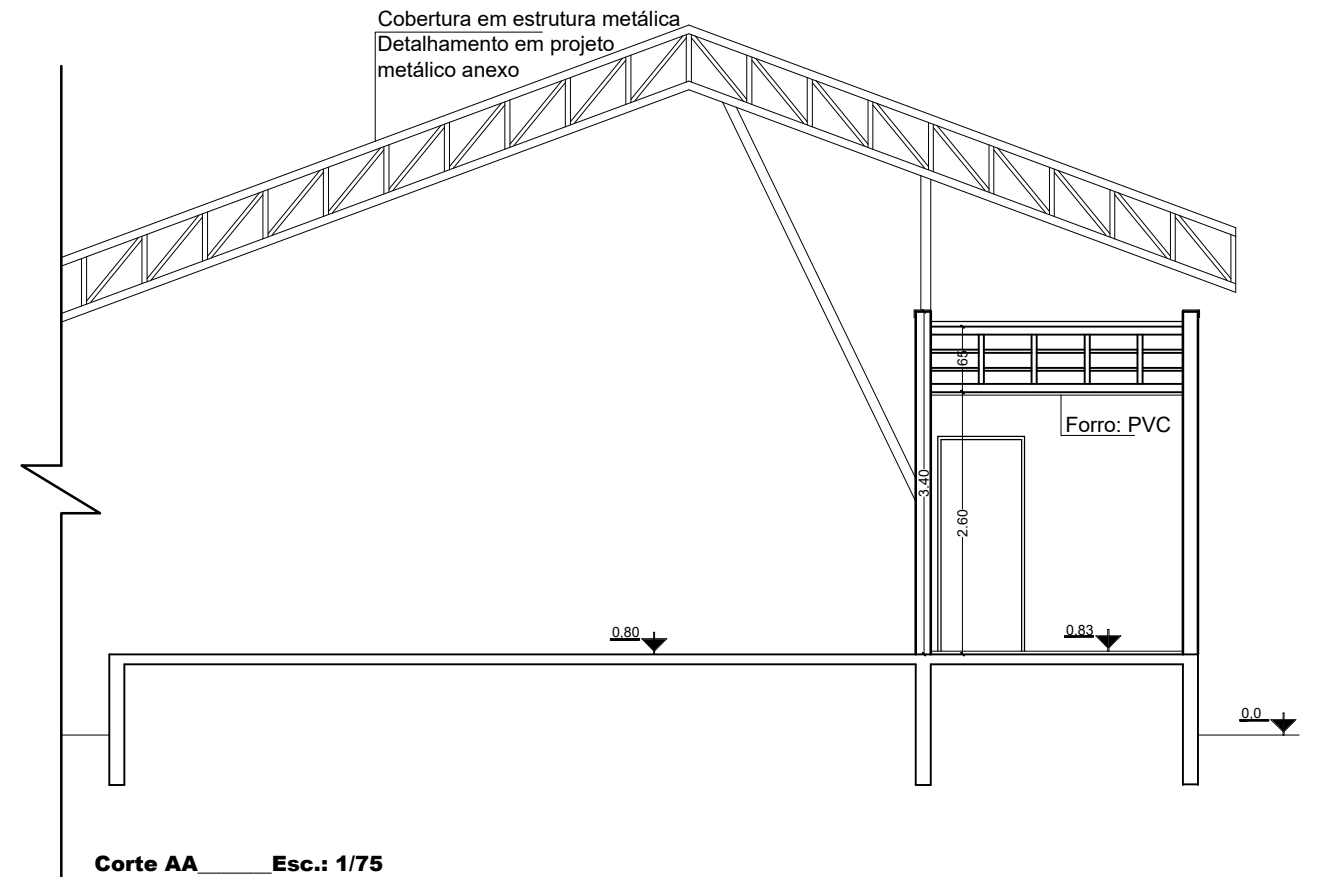 Cobertura em estrutura metálica
Detalhamento em projeto
metálico anexo
65
Forro: PVC
3.40
2.60
0,80
0,83
0,0
Corte AA______Esc.: 1/75